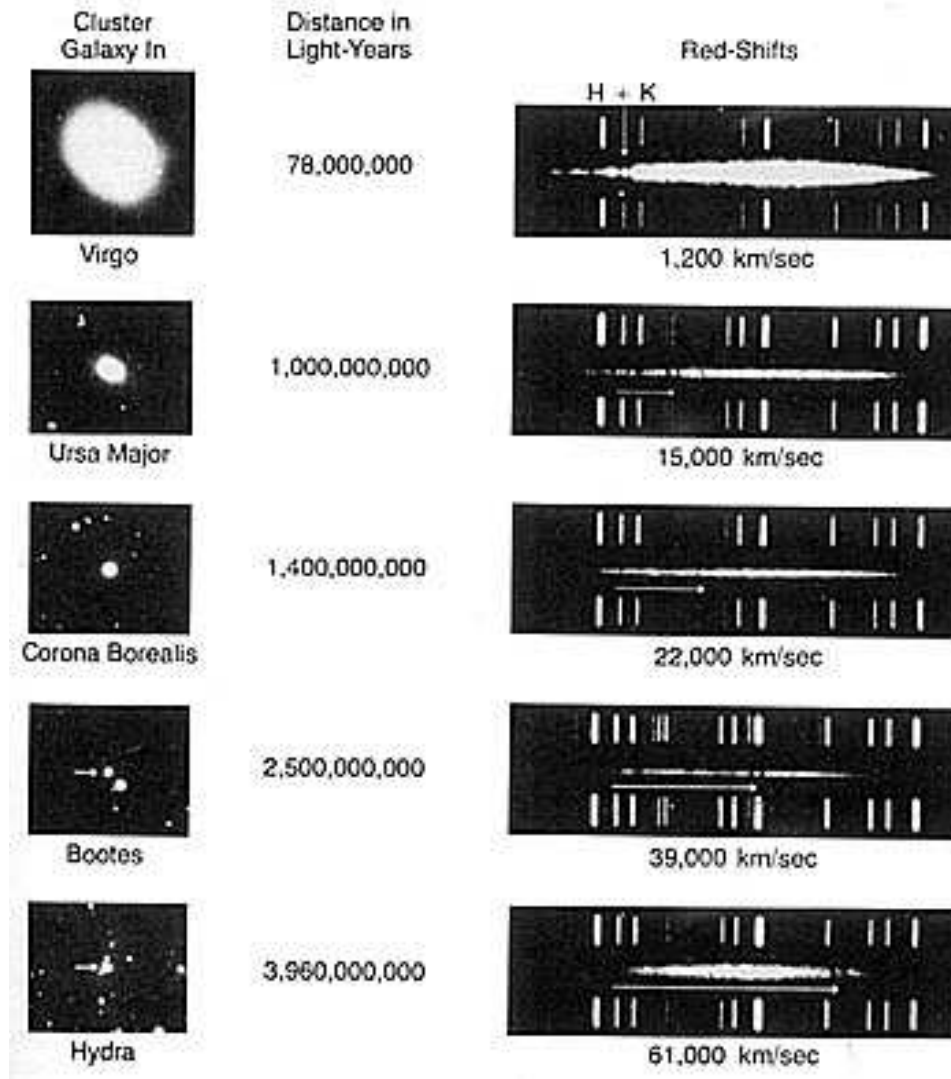 Cluster
Galaxy In
Distance in
Light-Years
Red-Shifts
H + K
78,000,000
Virgo
1,200 km/sec
1,000,000,000
Ursa Major
15,000 km/sec
1,400,000,000
Corona Borealis
22,000 km/sec
2,500,000,000
Bootes
39,000 km/sec
3,960,000,000
Hydra
61,000 km/sec